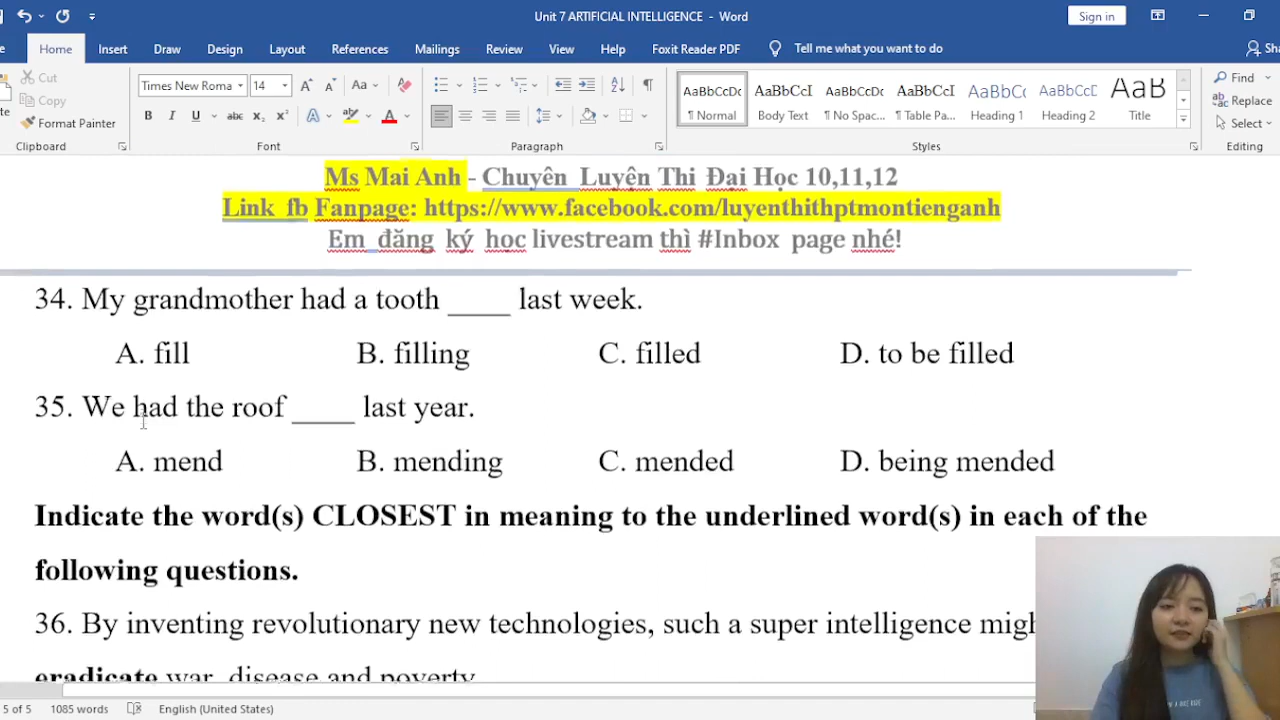 Unit 7 ARTIFICIAL INTELLIGENCE - Word
Sign in
Home Insert Draw Design Layout References Mailings Review View Help Foxit Reader PDF Tell me what you want to do
Cut
Copy
Format Painter
Clipboard
Times New Roma 14
Font
Paragraph
AaBbCcDc AaBbCcI AaBbCcDc AaBbCcI AaBbCc AaBbCcD AaB
¶ Normal Body Text ¶ No Spac... ¶ Table Pa... Heading 1 Heading 2 Title
Styles
Find
Replace
Select
Editing
Ms Mai Anh - Chuyên Luyện Thi Đại Học 10,11,12
Link fb Fanpage: https://www.facebook.com/luyenthithptmontienganh
Em đăng ký học livestream thì #Inbox page nhé!
34. My grandmother had a tooth _____ last week.
A. fill B. filling C. filled D. to be filled
35. We had the roof _____ last year.
A. mend B. mending C. mended D. being mended
Indicate the word(s) CLOSEST in meaning to the underlined word(s) in each of the
following questions.
36. By inventing revolutionary new technologies, such a super intelligence
eradicate war, disease and poverty
5 of 5 1085 words English (United States)